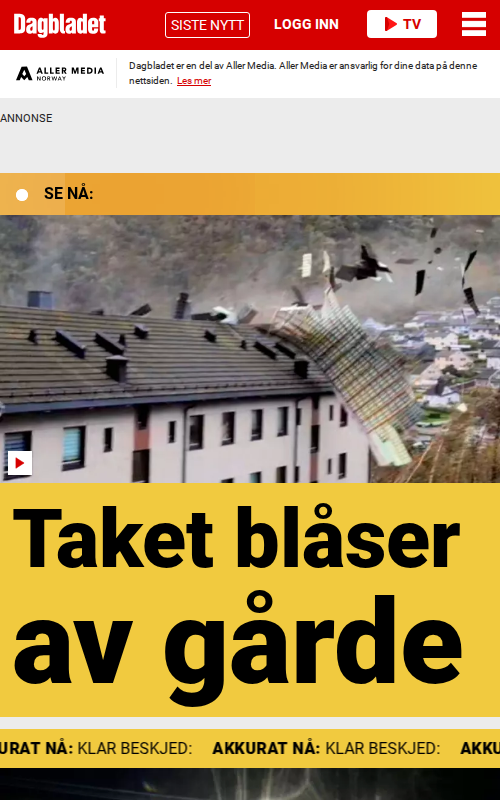 Dagbladet
SISTE NYTT
LOGG INN
TV
ALLER MEDIA
NORWAY
Dagbladet er en del av Aller Media. Aller Media er ansvarlig for dine data på denne
nettsiden. Les mer
ANNONSE
SE NÅ:
Taket blåser
av gårde
URAT NÅ: KLAR BESKJED: AKKURAT NÅ: KLAR BESKJED: AKKU